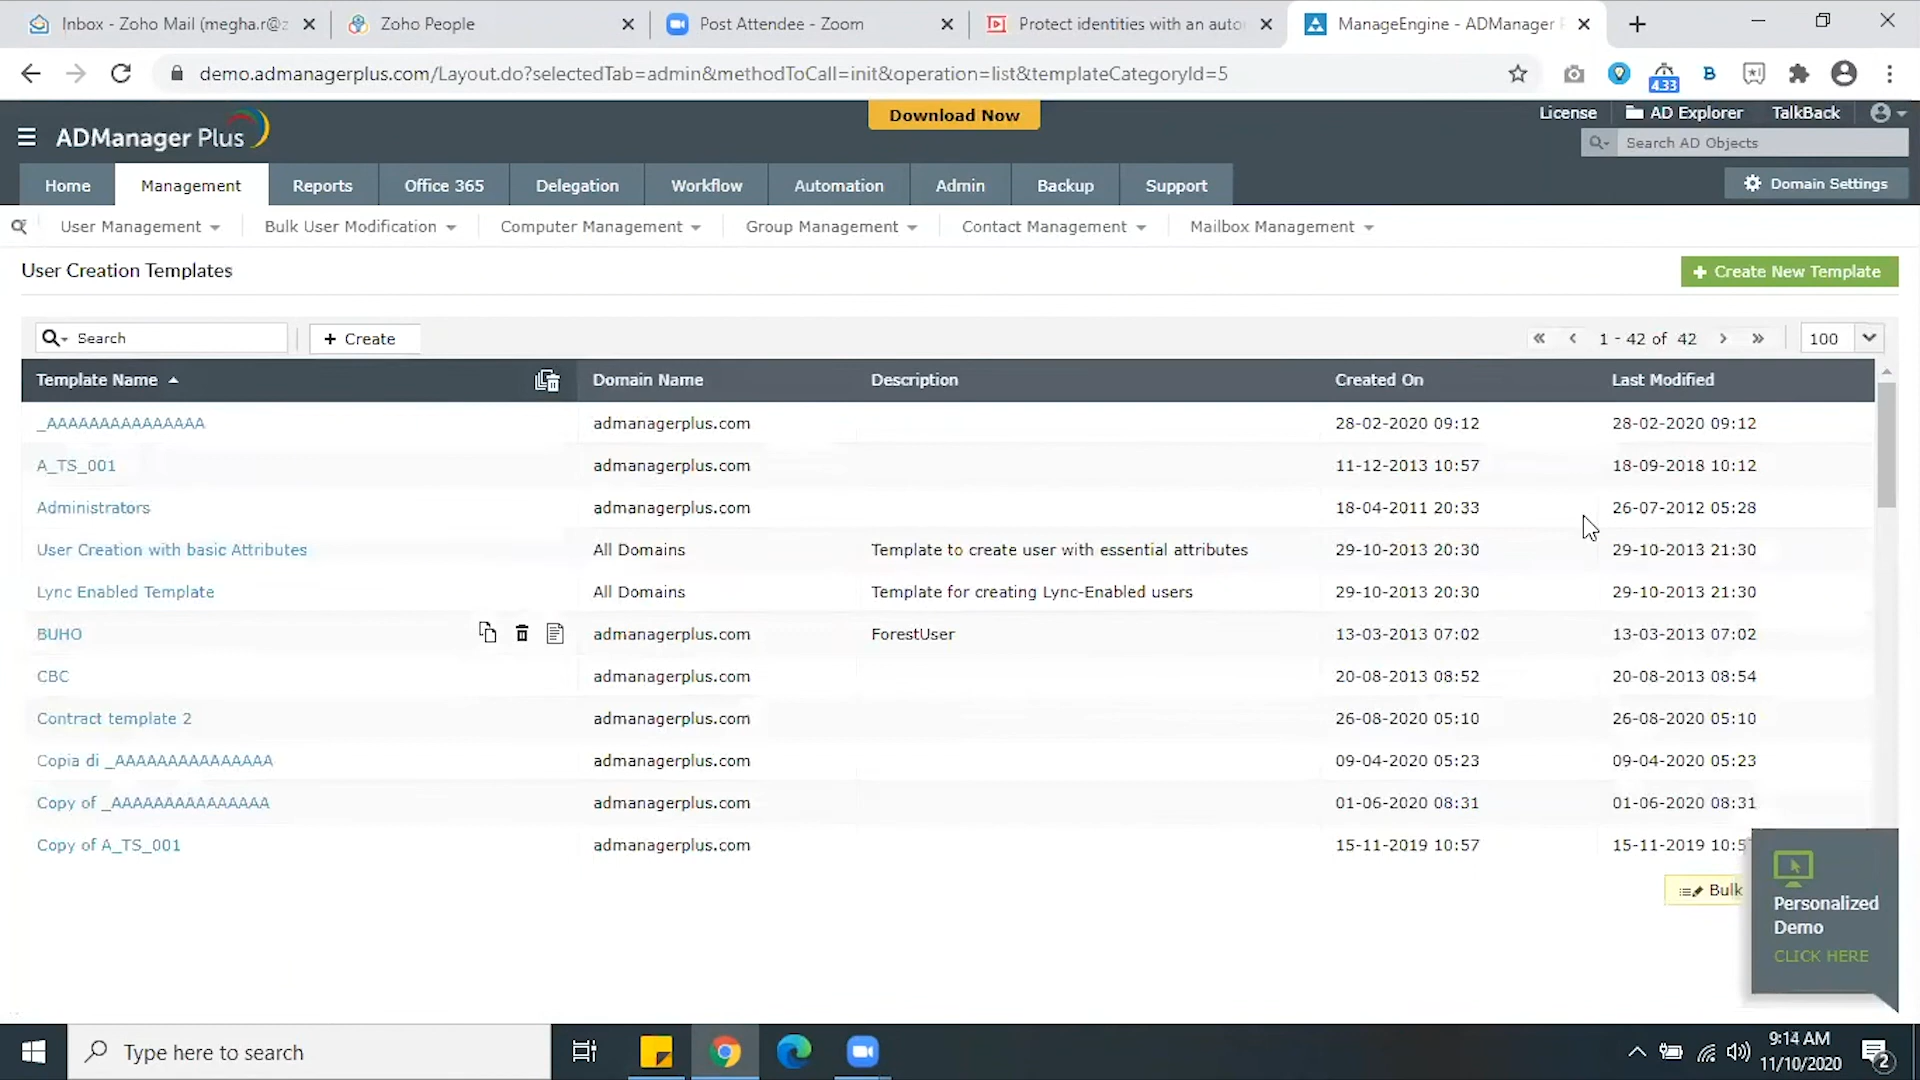 Inbox - Zoho Mail (megha.r@z
Zoho People
Post Attendee - Zoom
Protect identities with an auto
ManageEngine - ADManager P
demo.admanagerplus.com/Layout.do?selectedTab=admin&methodToCall=init&operation=list&templateCategoryId=5
4.33
ADManager Plus
Download Now
License AD Explorer TalkBack
Search AD Objects
Home Management Reports Office 365 Delegation Workflow Automation Admin Backup Support
Domain Settings
User Management Bulk User Modification Computer Management Group Management Contact Management Mailbox Management
User Creation Templates
+ Create New Template
Search
+ Create
« ‹ 1 - 42 of 42 › » 100
Template Name Domain Name Description Created On Last Modified
_AAAAAAAAAAAAAAA admanagerplus.com 28-02-2020 09:12 28-02-2020 09:12
A_TS_001 admanagerplus.com 11-12-2013 10:57 18-09-2018 10:12
Administrators admanagerplus.com 18-04-2011 20:33 26-07-2012 05:28
User Creation with basic Attributes All Domains Template to create user with essential attributes 29-10-2013 20:30 29-10-2013 21:30
Lync Enabled Template All Domains Template for creating Lync-Enabled users 29-10-2013 20:30 29-10-2013 21:30
BUHO admanagerplus.com ForestUser 13-03-2013 07:02 13-03-2013 07:02
CBC admanagerplus.com 20-08-2013 08:52 20-08-2013 08:54
Contract template 2 admanagerplus.com 26-08-2020 05:10 26-08-2020 05:10
Copia di _AAAAAAAAAAAAAAA admanagerplus.com 09-04-2020 05:23 09-04-2020 05:23
Copy of _AAAAAAAAAAAAAAA admanagerplus.com 01-06-2020 08:31 01-06-2020 08:31
Copy of A_TS_001 admanagerplus.com 15-11-2019 10:57 15-11-2019 10:5
Bulk
Personalized
Demo
CLICK HERE
Type here to search
9:14 AM
11/10/2020
2